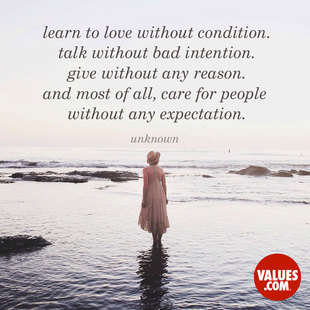 learn to love without condition.
talk without bad intention.
give without any reason.
and most of all, care for people
without any expectation.
unknown
VALUES
.COM